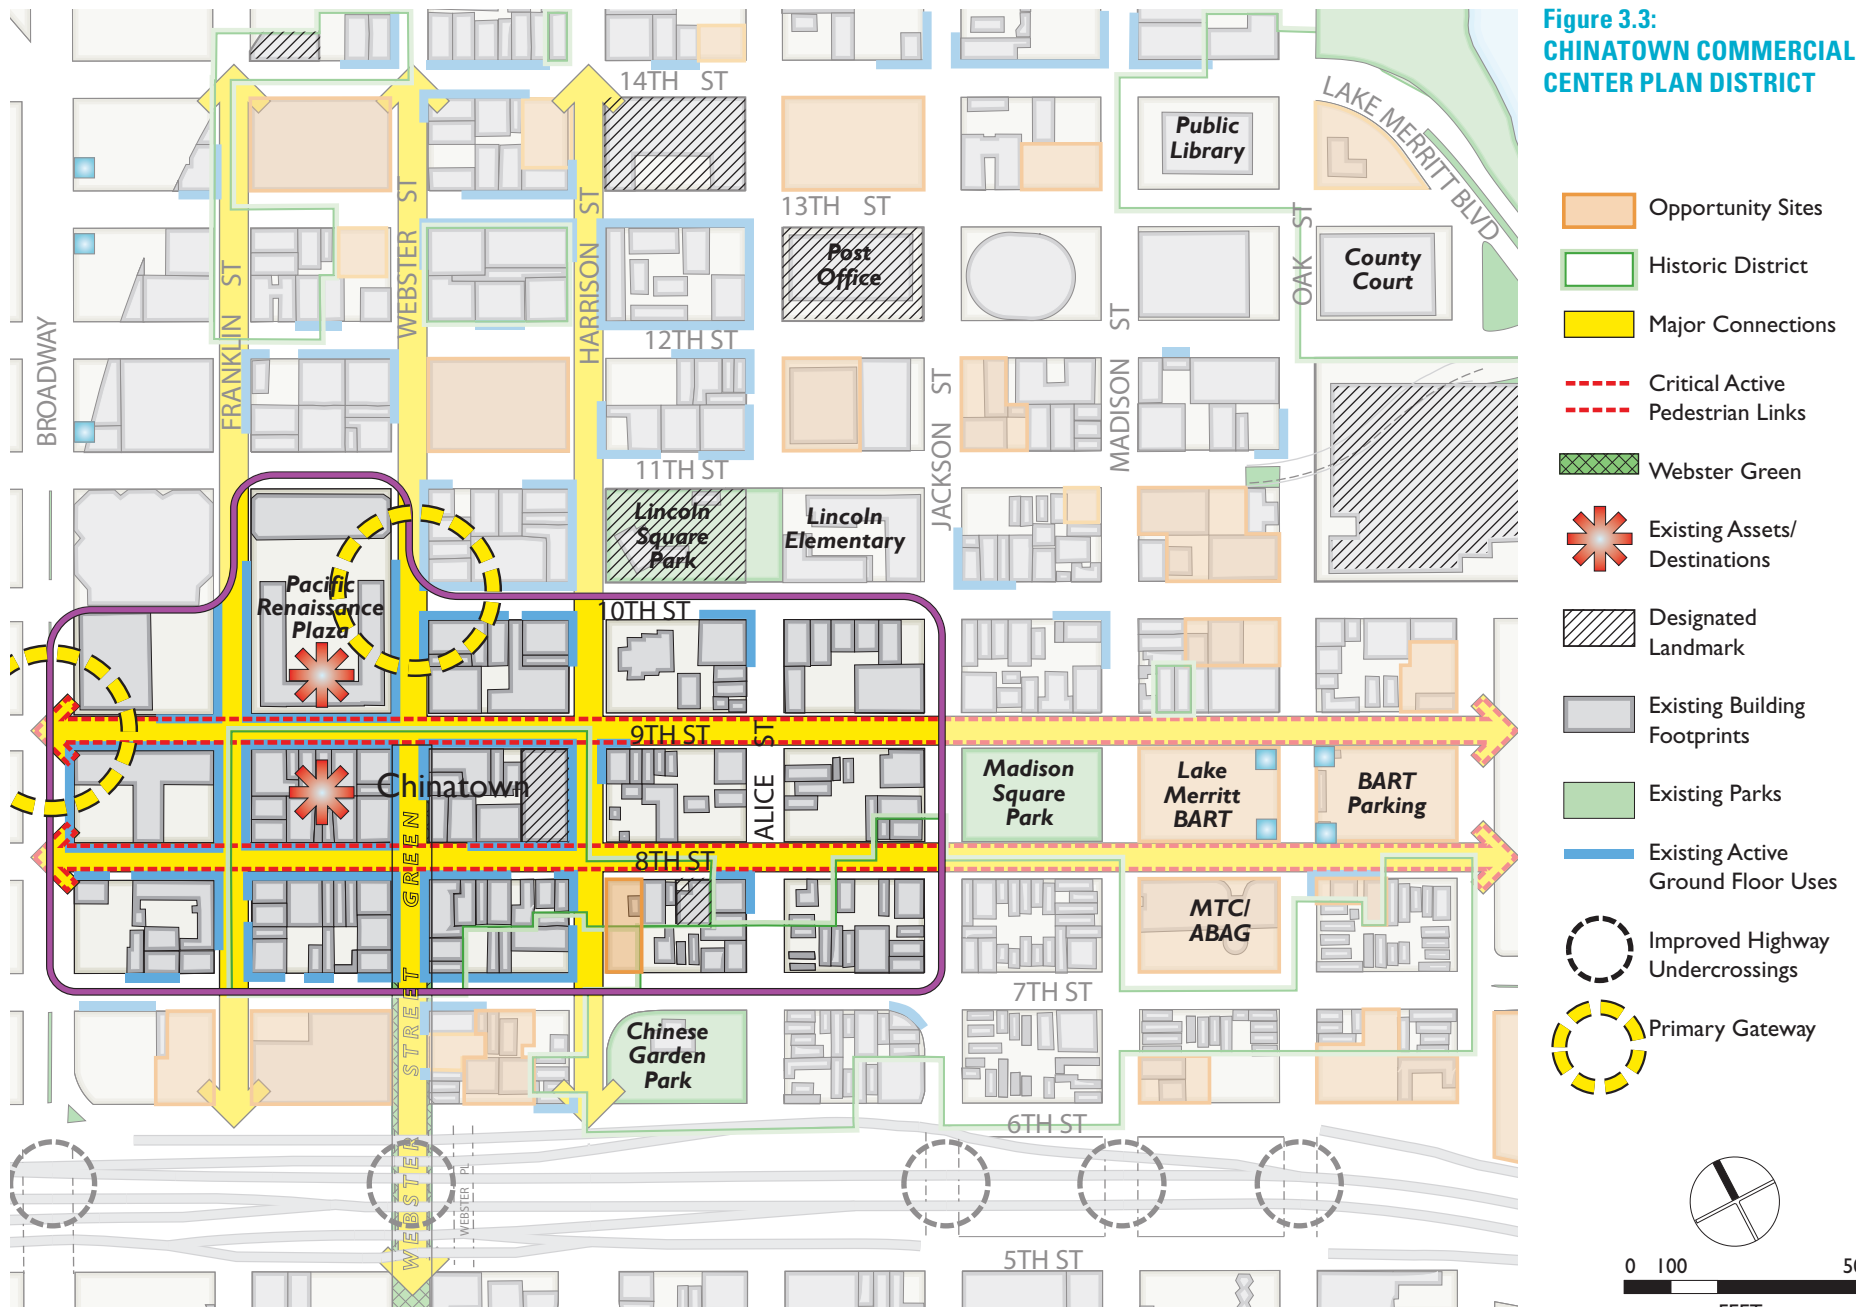 Figure 3.3:
CHINATOWN COMMERCIAL
CENTER PLAN DISTRICT
Opportunity Sites
Historic District
Major Connections
Critical Active
Pedestrian Links
Webster Green
Existing Assets/
Destinations
Designated
Landmark
Existing Building
Footprints
Existing Parks
Existing Active
Ground Floor Uses
Improved Highway
Undercrossings
Primary Gateway
0 100
14TH ST
LAKE MERRITT BLVD
Public
Library
13TH ST
WEBSTER ST
HARRISON ST
FRANKLIN ST
BROADWAY
Post
Office
OAK ST
County
Court
12TH ST
JACKSON ST
MADISON ST
11TH ST
Lincoln
Square
Park
Lincoln
Elementary
Pacific
Renaissance
Plaza
10TH ST
9TH ST
ALICE ST
Chinatown
Madison
Square
Park
Lake
Merritt
BART
BART
Parking
8TH ST
MTC/
ABAG
7TH ST
WEBSTER STREET GREEN
Chinese
Garden
Park
6TH ST
WEBSTER PL
5TH ST